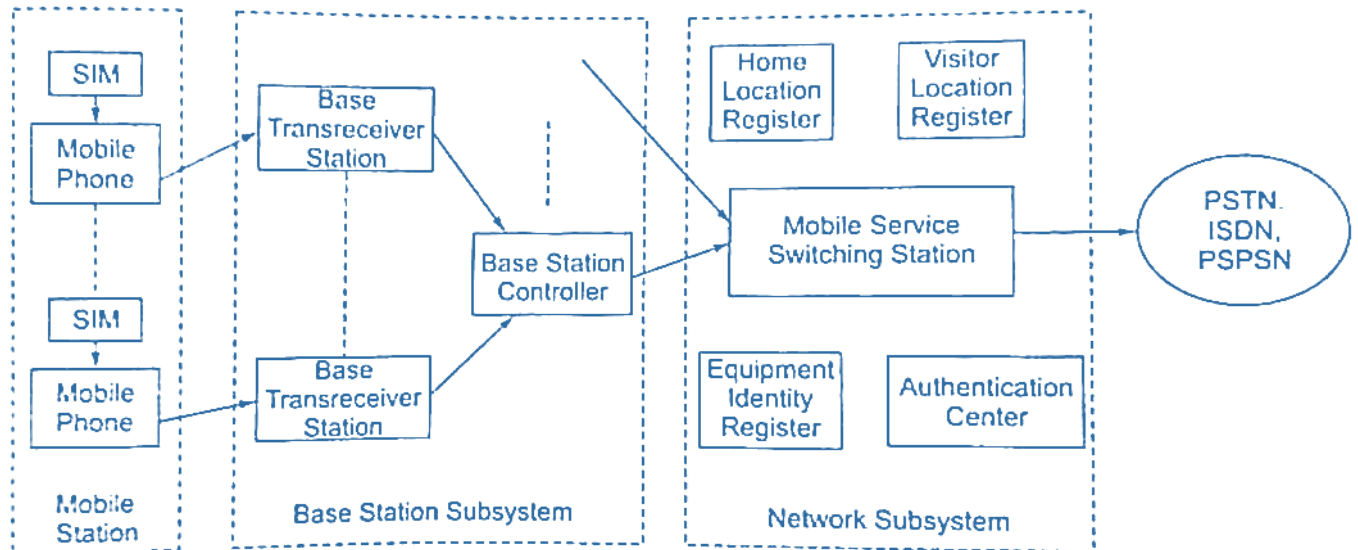 SIM
Mobile
Phone
SIM
Mobile
Phone
Mobile
Station
Base
Transreceiver
Station
Base Station
Controller
Base
Transreceiver
Station
Base Station Subsystem
Home
Location
Register
Visitor
Location
Register
Mobile Service
Switching Station
Equipment
Identity
Register
Authentication
Center
Network Subsystem
PSTN.
ISDN,
PSPSN